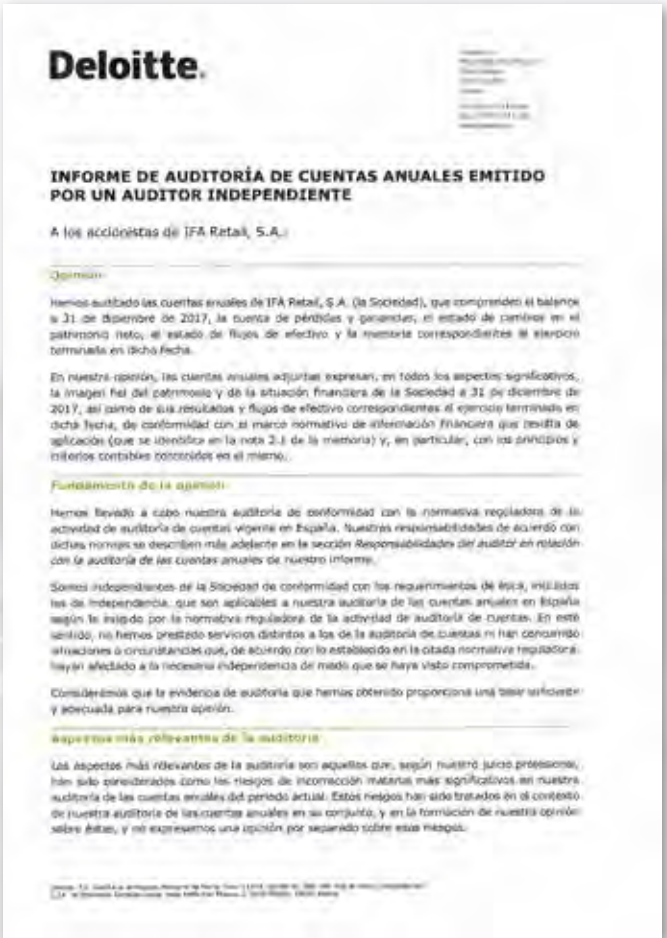 Deloitte.
INFORME DE AUDITORÍA DE CUENTAS ANUALES EMITIDO
POR UN AUDITOR INDEPENDIENTE
A los accionistas de IFA Retail, S.A.:
Opinión
Hemos auditado las cuentas anuales de IFA Retail, S.A. (la Sociedad), que comprenden el balance
a 31 de diciembre de 2017, la cuenta de pérdidas y ganancias, el estado de cambios en el
patrimonio neto, el estado de flujos de efectivo y la memoria correspondientes al ejercicio
terminado en dicha fecha.
En nuestra opinión, las cuentas anuales adjuntas expresan, en todos los aspectos significativos,
la imagen fiel del patrimonio y de la situación financiera de la Sociedad a 31 de diciembre de
2017, así como de sus resultados y flujos de efectivo correspondientes al ejercicio terminado en
dicha fecha, de conformidad con el marco normativo de información financiera que resulta de
aplicación (que se identifica en la nota 2.1 de la memoria) y, en particular, con los principios y
criterios contables contenidos en el mismo.
Fundamento de la opinión
Hemos llevado a cabo nuestra auditoría de conformidad con la normativa reguladora de la
actividad de auditoría de cuentas vigente en España. Nuestras responsabilidades de acuerdo con
dichas normas se describen más adelante en la sección Responsabilidades del auditor en relación
con la auditoría de las cuentas anuales de nuestro informe.
Somos independientes de la Sociedad de conformidad con los requerimientos de ética, incluidos
los de independencia, que son aplicables a nuestra auditoría de las cuentas anuales en España
según lo exigido por la normativa reguladora de la actividad de auditoría de cuentas. En este
sentido, no hemos prestado servicios distintos a los de la auditoría de cuentas ni han concurrido
situaciones o circunstancias que, de acuerdo con lo establecido en la citada normativa reguladora,
hayan afectado a la necesaria independencia de modo que se haya visto comprometida.
Consideramos que la evidencia de auditoría que hemos obtenido proporciona una base suficiente
y adecuada para nuestra opinión.
Aspectos más relevantes de la auditoría
Los aspectos más relevantes de la auditoría son aquellos que, según nuestro juicio profesional,
han sido considerados como los riesgos de incorrección material más significativos en nuestra
auditoría de las cuentas anuales del periodo actual. Estos riesgos han sido tratados en el contexto
de nuestra auditoría de las cuentas anuales en su conjunto, y en la formación de nuestra opinión
sobre éstas, y no expresamos una opinión por separado sobre esos riesgos.